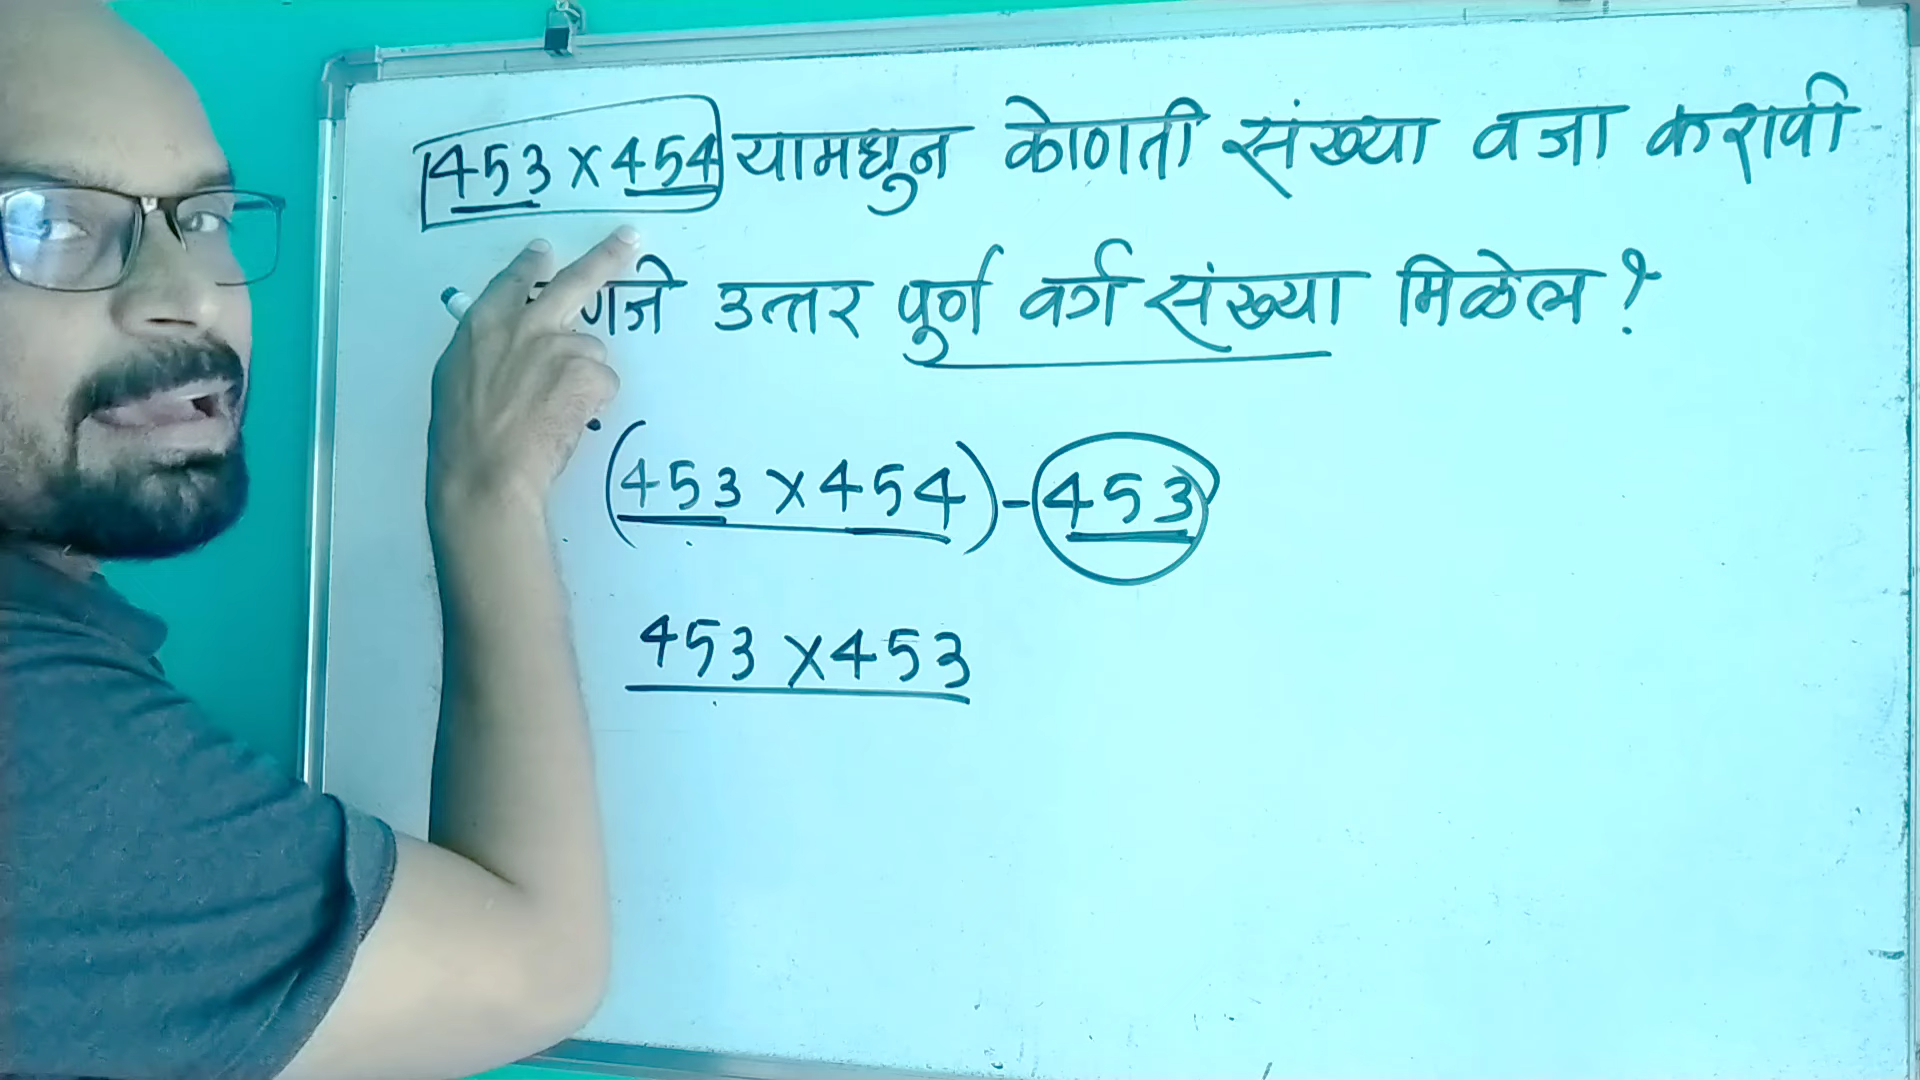 453 × 454 यामधुन कोणती संख्या वजा करावी
उत्तर पुर्ण वर्ग संख्या मिळेल ?
(453 × 454) - 453
453 × 453